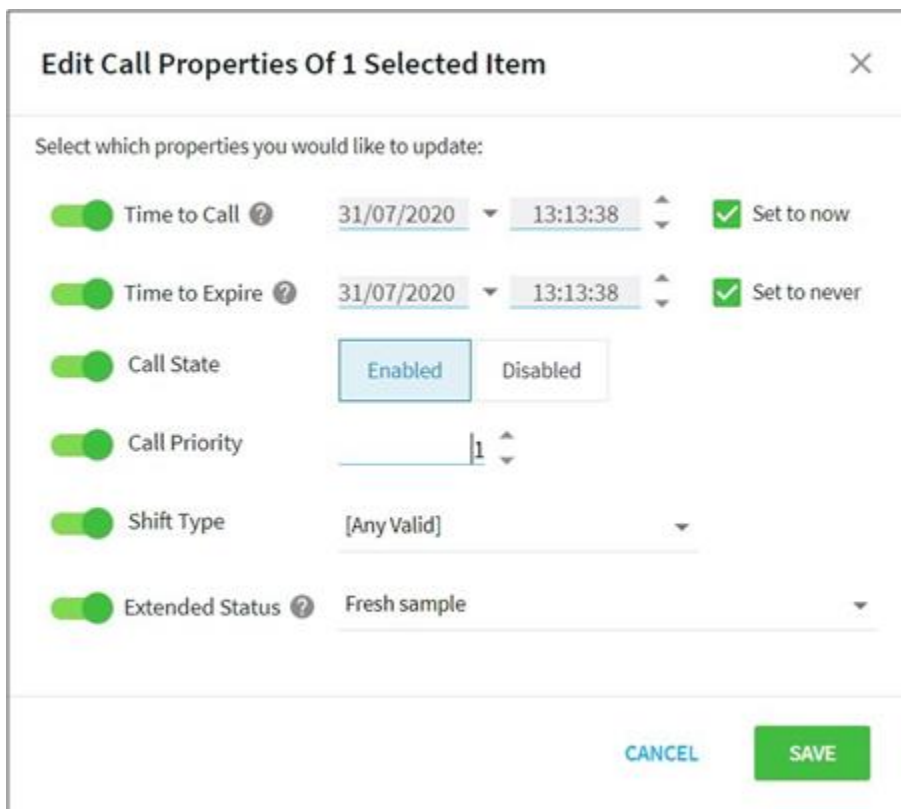 Edit Call Properties Of 1 Selected Item
Select which properties you would like to update:
Time to Call ? 31/07/2020 13:13:38 Set to now
Time to Expire ? 31/07/2020 13:13:38 Set to never
Call State Enabled Disabled
Call Priority 1
Shift Type [Any Valid]
Extended Status ? Fresh sample
CANCEL SAVE